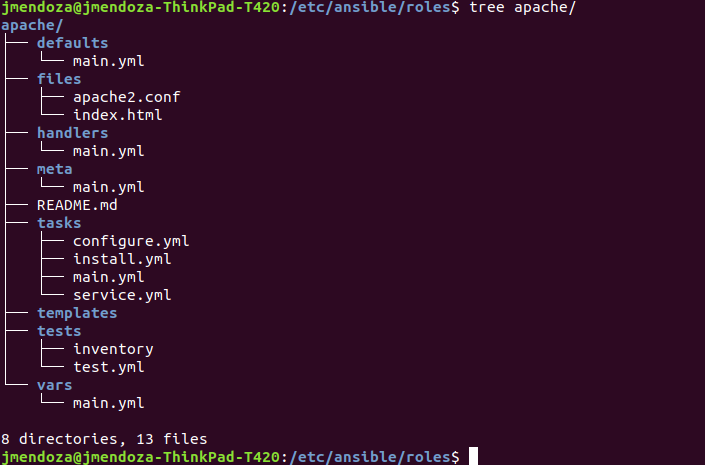 jmendoza@jmendoza-ThinkPad-T420:/etc/ansible/roles$ tree apache/
apache/
├── defaults
│   └── main.yml
├── files
│   ├── apache2.conf
│   └── index.html
├── handlers
│   └── main.yml
├── meta
│   └── main.yml
├── README.md
├── tasks
│   ├── configure.yml
│   ├── install.yml
│   ├── main.yml
│   └── service.yml
├── templates
├── tests
│   ├── inventory
│   └── test.yml
└── vars
    └── main.yml

8 directories, 13 files
jmendoza@jmendoza-ThinkPad-T420:/etc/ansible/roles$